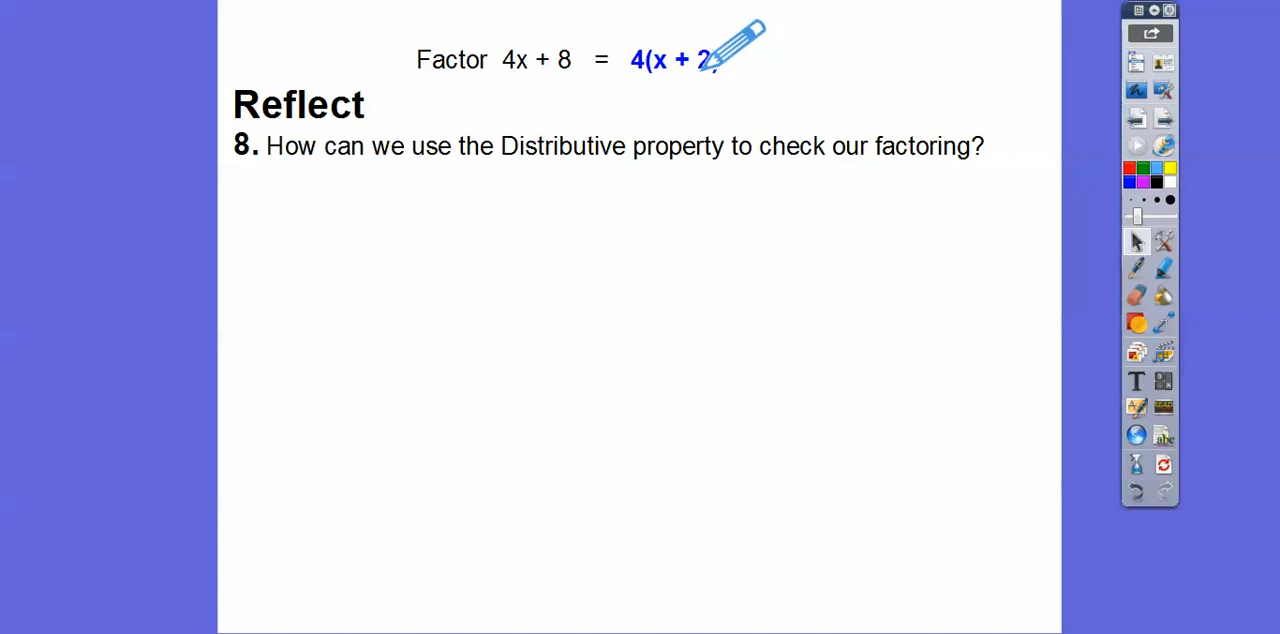 Factor 4x + 8 = 4(x + 2)
Reflect
8. How can we use the Distributive property to check our factoring?